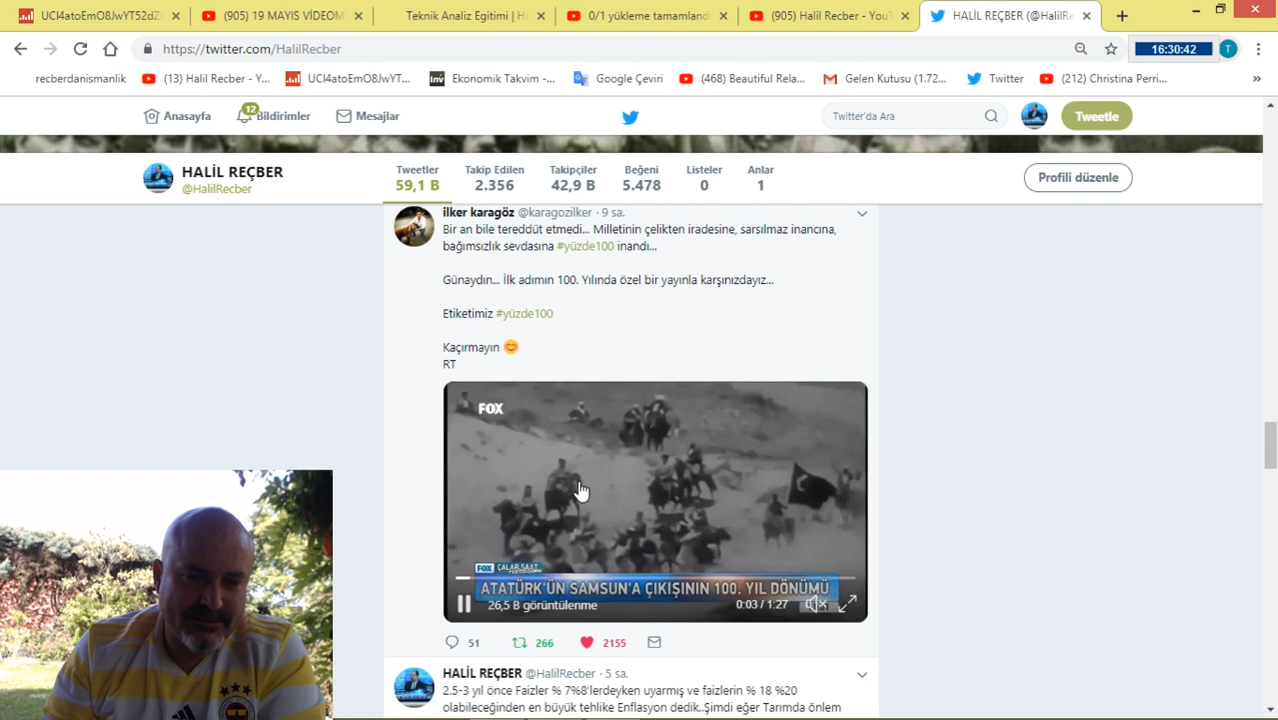 UCI4atoEmO8JwYT52dZ
(905) 19 MAYIS VİDEOM
Teknik Analiz Egitimi | H
0/1 yükleme tamamland
(905) Halil Reçber - YouT
HALİL REÇBER (@HalilRe
https://twitter.com/HalilRecber
16:30:42
T
recberdanismanlik
(13) Halil Reçber - Y...
UCI4atoEmO8JwYT...
Inv
Ekonomik Takvim -...
Google Çeviri
(468) Beautiful Rela...
Gelen Kutusu (1.72...
Twitter
(212) Christina Perri...
»
Anasayfa
12
Bildirimler
Mesajlar
Twitter'da Ara
Tweetle
HALİL REÇBER
@HalilRecber
Tweetler
59,1 B
Takip Edilen
2.356
Takipçiler
42,9 B
Beğeni
5.478
Listeler
0
Anlar
1
Profili düzenle
ilker karagöz @karagozilker · 9 sa.
Bir an bile tereddüt etmedi... Milletinin çelikten iradesine, sarsılmaz inancına,
bağımsızlık sevdasına #yüzde100 inandı...
Günaydın... İlk adımın 100. Yılında özel bir yayınla karşınızdayız...
Etiketimiz #yüzde100
Kaçırmayın 😊
RT
FOX
FOX ÇALAR SAAT
ATATÜRK'ÜN SAMSUN'A ÇIKIŞININ 100. YIL DÖNÜMÜ
26,5 B görüntülenme
0:03 / 1:27
51
266
2155
HALİL REÇBER @HalilRecber · 5 sa.
2.5-3 yıl önce Faizler % 7%8'lerdeyken uyarmış ve faizlerin % 18 %20
olabileceğinden en büyük tehlike Enflasyon dedik..Şimdi eğer Tarımda önlem